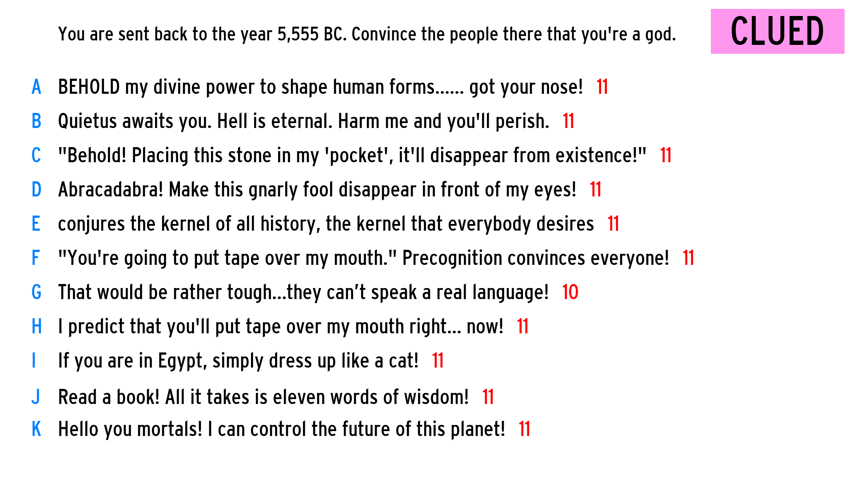 You are sent back to the year 5,555 BC. Convince the people there that you're a god.
CLUED
A BEHOLD my divine power to shape human forms...... got your nose! 11
B Quietus awaits you. Hell is eternal. Harm me and you'll perish. 11
C "Behold! Placing this stone in my 'pocket', it'll disappear from existence!" 11
D Abracadabra! Make this gnarly fool disappear in front of my eyes! 11
E conjures the kernel of all history, the kernel that everybody desires 11
F "You're going to put tape over my mouth." Precognition convinces everyone! 11
G That would be rather tough...they can’t speak a real language! 10
H I predict that you'll put tape over my mouth right... now! 11
I If you are in Egypt, simply dress up like a cat! 11
J Read a book! All it takes is eleven words of wisdom! 11
K Hello you mortals! I can control the future of this planet! 11